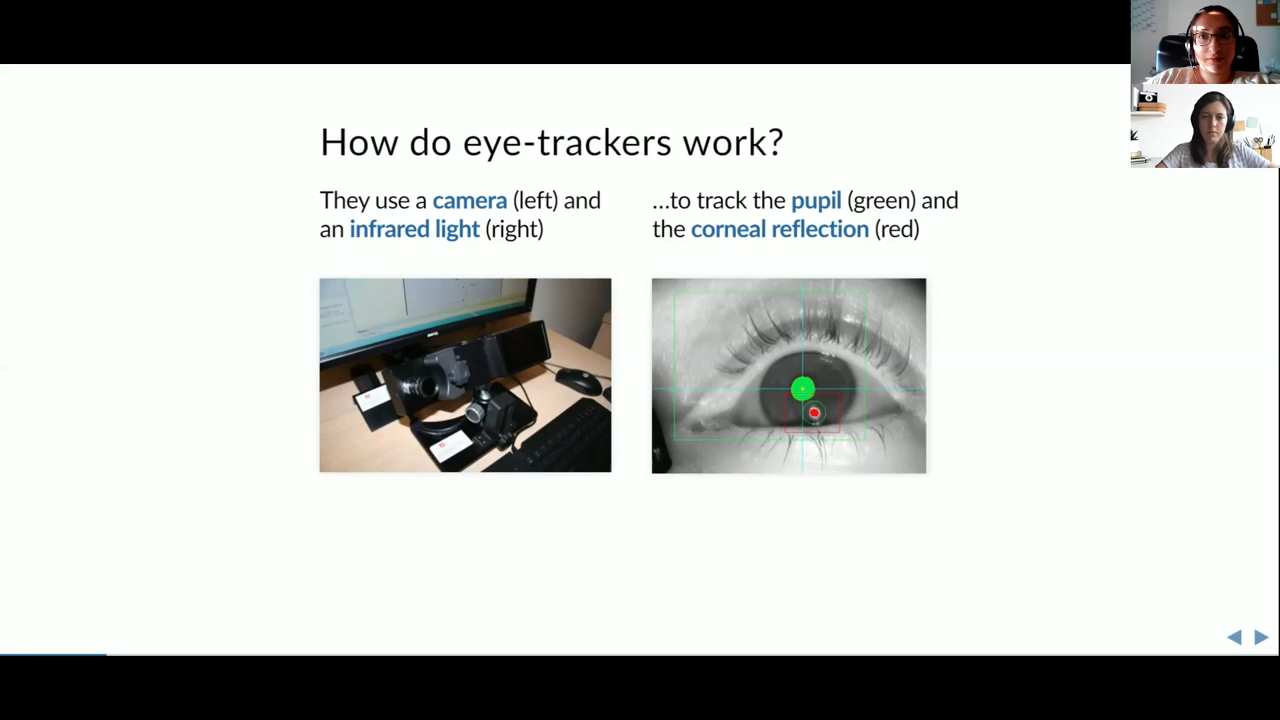 How do eye-trackers work?
They use a camera (left) and
an infrared light (right)
...to track the pupil (green) and
the corneal reflection (red)